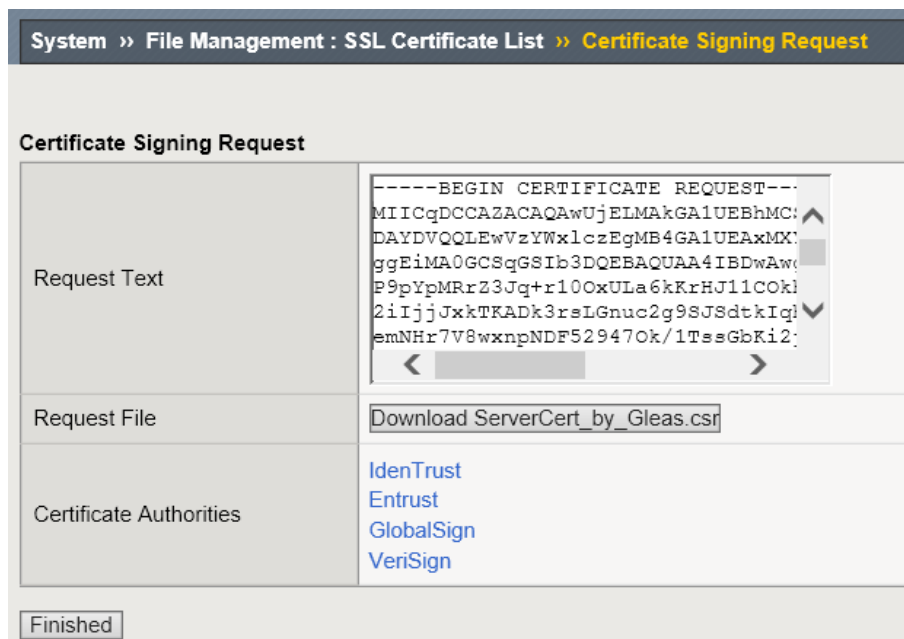 System » File Management : SSL Certificate List » Certificate Signing Request
Certificate Signing Request
Request Text
-----BEGIN CERTIFICATE REQUEST---
MIICqDCCAZACAQAwUjELMAkGA1UEBhMC
DAYDVQQLEwVzYWxlczEgMB4GA1UEAxMX
ggEiMA0GCSqGSIb3DQEBAQUAA4IBDwAw
P9pYpMRrZ3Jq+r10OxULa6kKrHJ11COk
2iIjjJxkTKADk3rsLGnuc2g9SJSdtkIq
emNHr7V8wxnpNDF52947Ok/1TssGbKi2
Request File
Download ServerCert_by_Gleas.csr
Certificate Authorities
IdenTrust
Entrust
GlobalSign
VeriSign
Finished